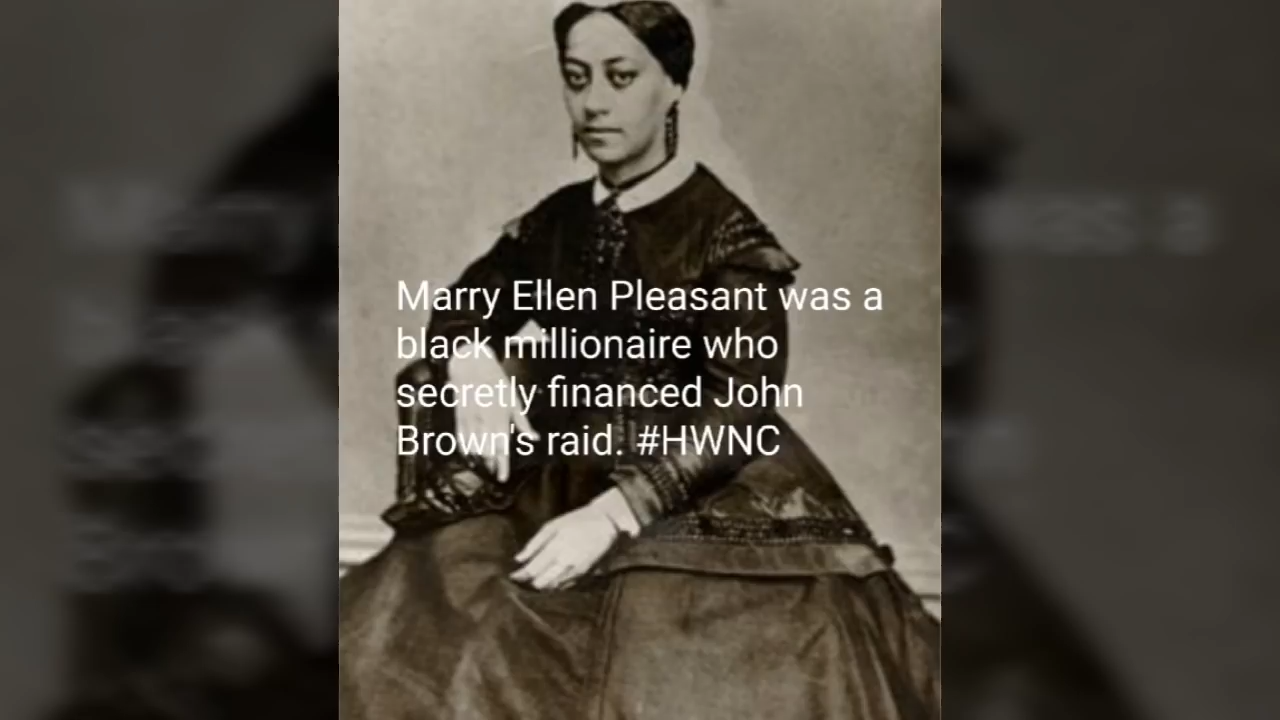 Marry Ellen Pleasant was a
black millionaire who
secretly financed John
Brown's raid. #HWNC